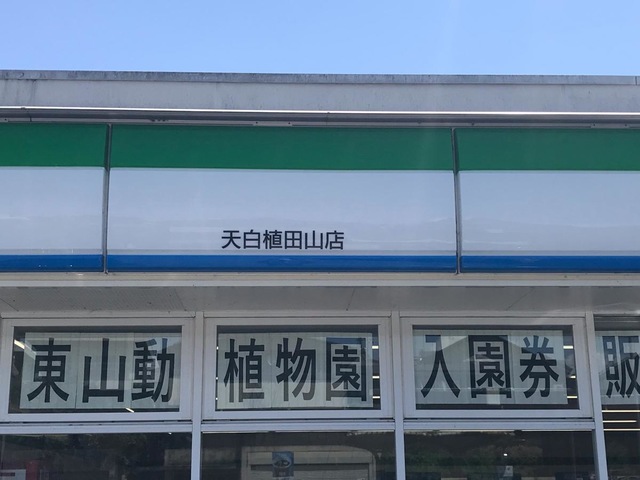 天白植田山店
東山動 植物園 入園券 販